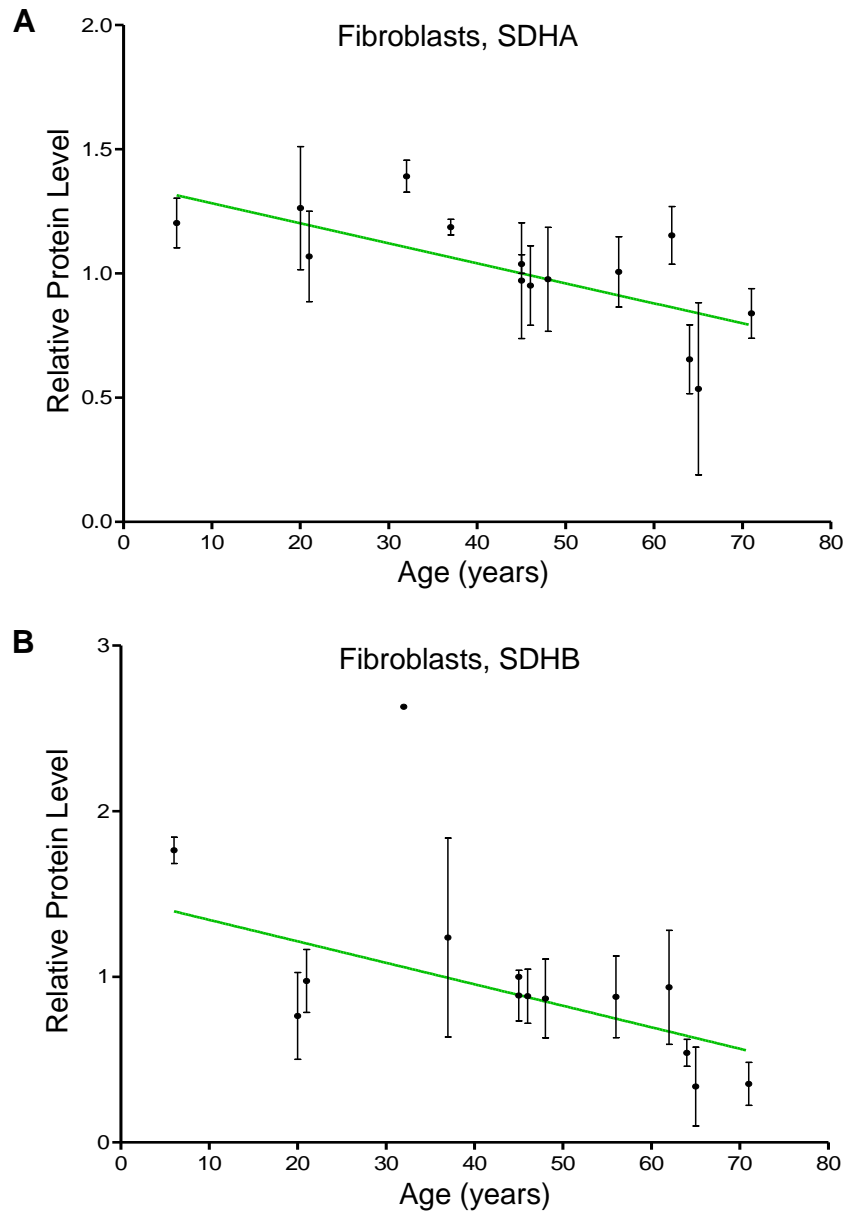 A
Fibroblasts, SDHA
2.0
1.5
1.0
0.5
0.0
Relative Protein Level
0 10 20 30 40 50 60 70 80
Age (years)
B
Fibroblasts, SDHB
3
2
1
0
Relative Protein Level
0 10 20 30 40 50 60 70 80
Age (years)